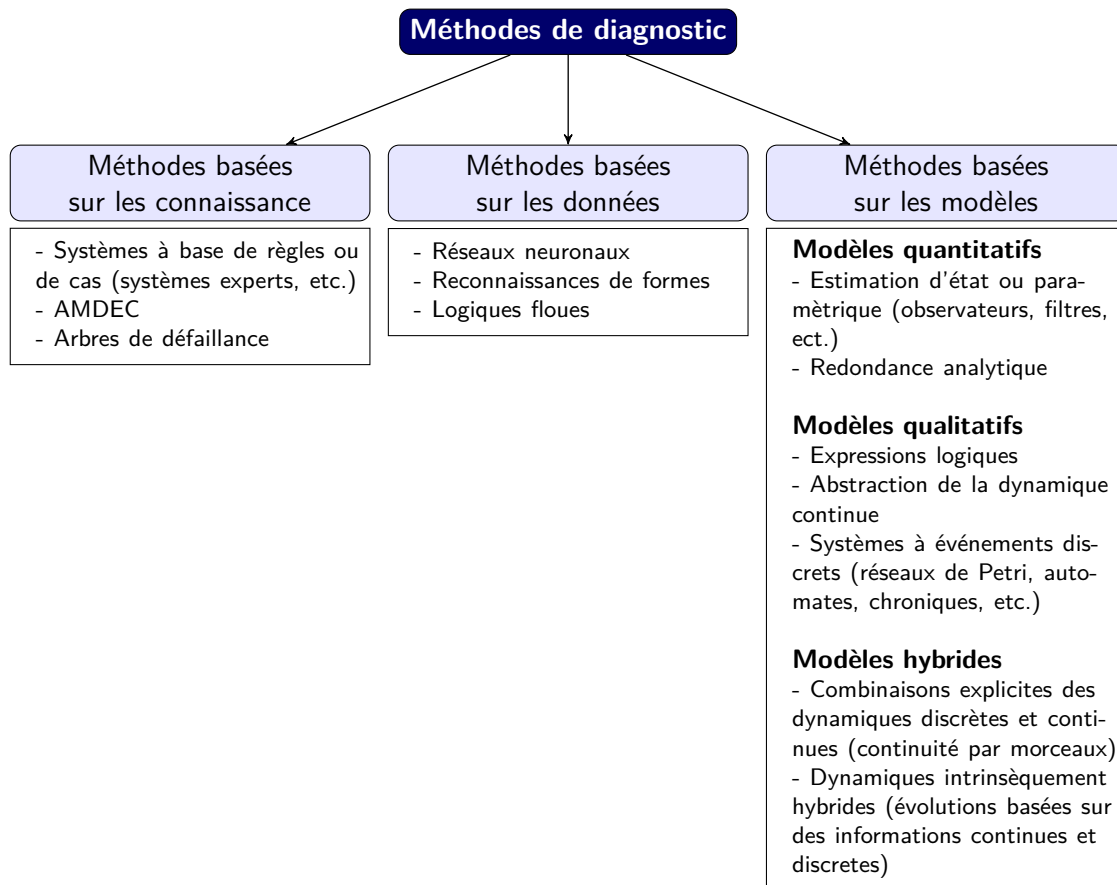 Méthodes de diagnostic
Méthodes basées
sur les connaissance
- Systèmes à base de règles ou
de cas (systèmes experts, etc.)
- AMDEC
- Arbres de défaillance
Méthodes basées
sur les données
- Réseaux neuronaux
- Reconnaissances de formes
- Logiques floues
Méthodes basées
sur les modèles
Modèles quantitatifs
- Estimation d'état ou para-
mètrique (observateurs, filtres,
ect.)
- Redondance analytique
Modèles qualitatifs
- Expressions logiques
- Abstraction de la dynamique
continue
- Systèmes à événements dis-
crets (réseaux de Petri, auto-
mates, chroniques, etc.)
Modèles hybrides
- Combinaisons explicites des
dynamiques discrètes et conti-
nues (continuité par morceaux)
- Dynamiques intrinsèquement
hybrides (évolutions basées sur
des informations continues et
discretes)